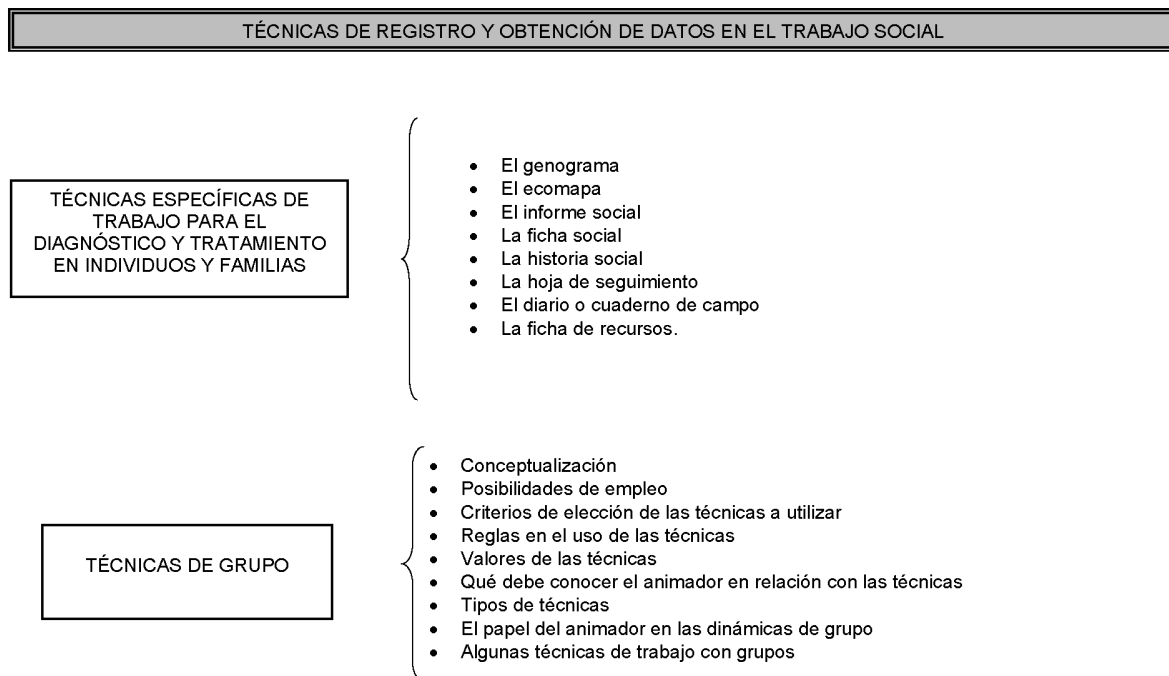 TÉCNICAS DE REGISTRO Y OBTENCIÓN DE DATOS EN EL TRABAJO SOCIAL
TÉCNICAS ESPECÍFICAS DE
TRABAJO PARA EL
DIAGNÓSTICO Y TRATAMIENTO
EN INDIVIDUOS Y FAMILIAS
• El genograma
• El ecomapa
• El informe social
• La ficha social
• La historia social
• La hoja de seguimiento
• El diario o cuaderno de campo
• La ficha de recursos.
TÉCNICAS DE GRUPO
• Conceptualización
• Posibilidades de empleo
• Criterios de elección de las técnicas a utilizar
• Reglas en el uso de las técnicas
• Valores de las técnicas
• Qué debe conocer el animador en relación con las técnicas
• Tipos de técnicas
• El papel del animador en las dinámicas de grupo
• Algunas técnicas de trabajo con grupos